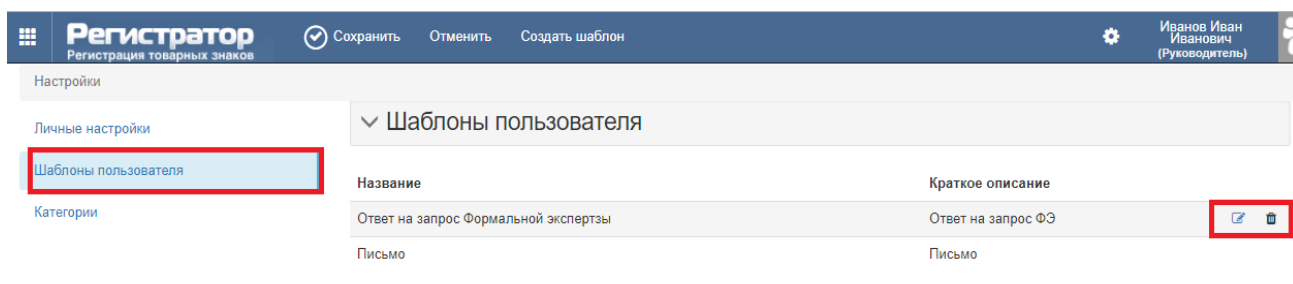 Регистратор
Регистрация товарных знаков
Сохранить Отменить Создать шаблон
Иванов Иван
Иванович
(Руководитель)
Настройки
Личные настройки
Шаблоны пользователя
Категории
Шаблоны пользователя
Название Краткое описание
Ответ на запрос Формальной экспертзы Ответ на запрос ФЭ
Письмо Письмо